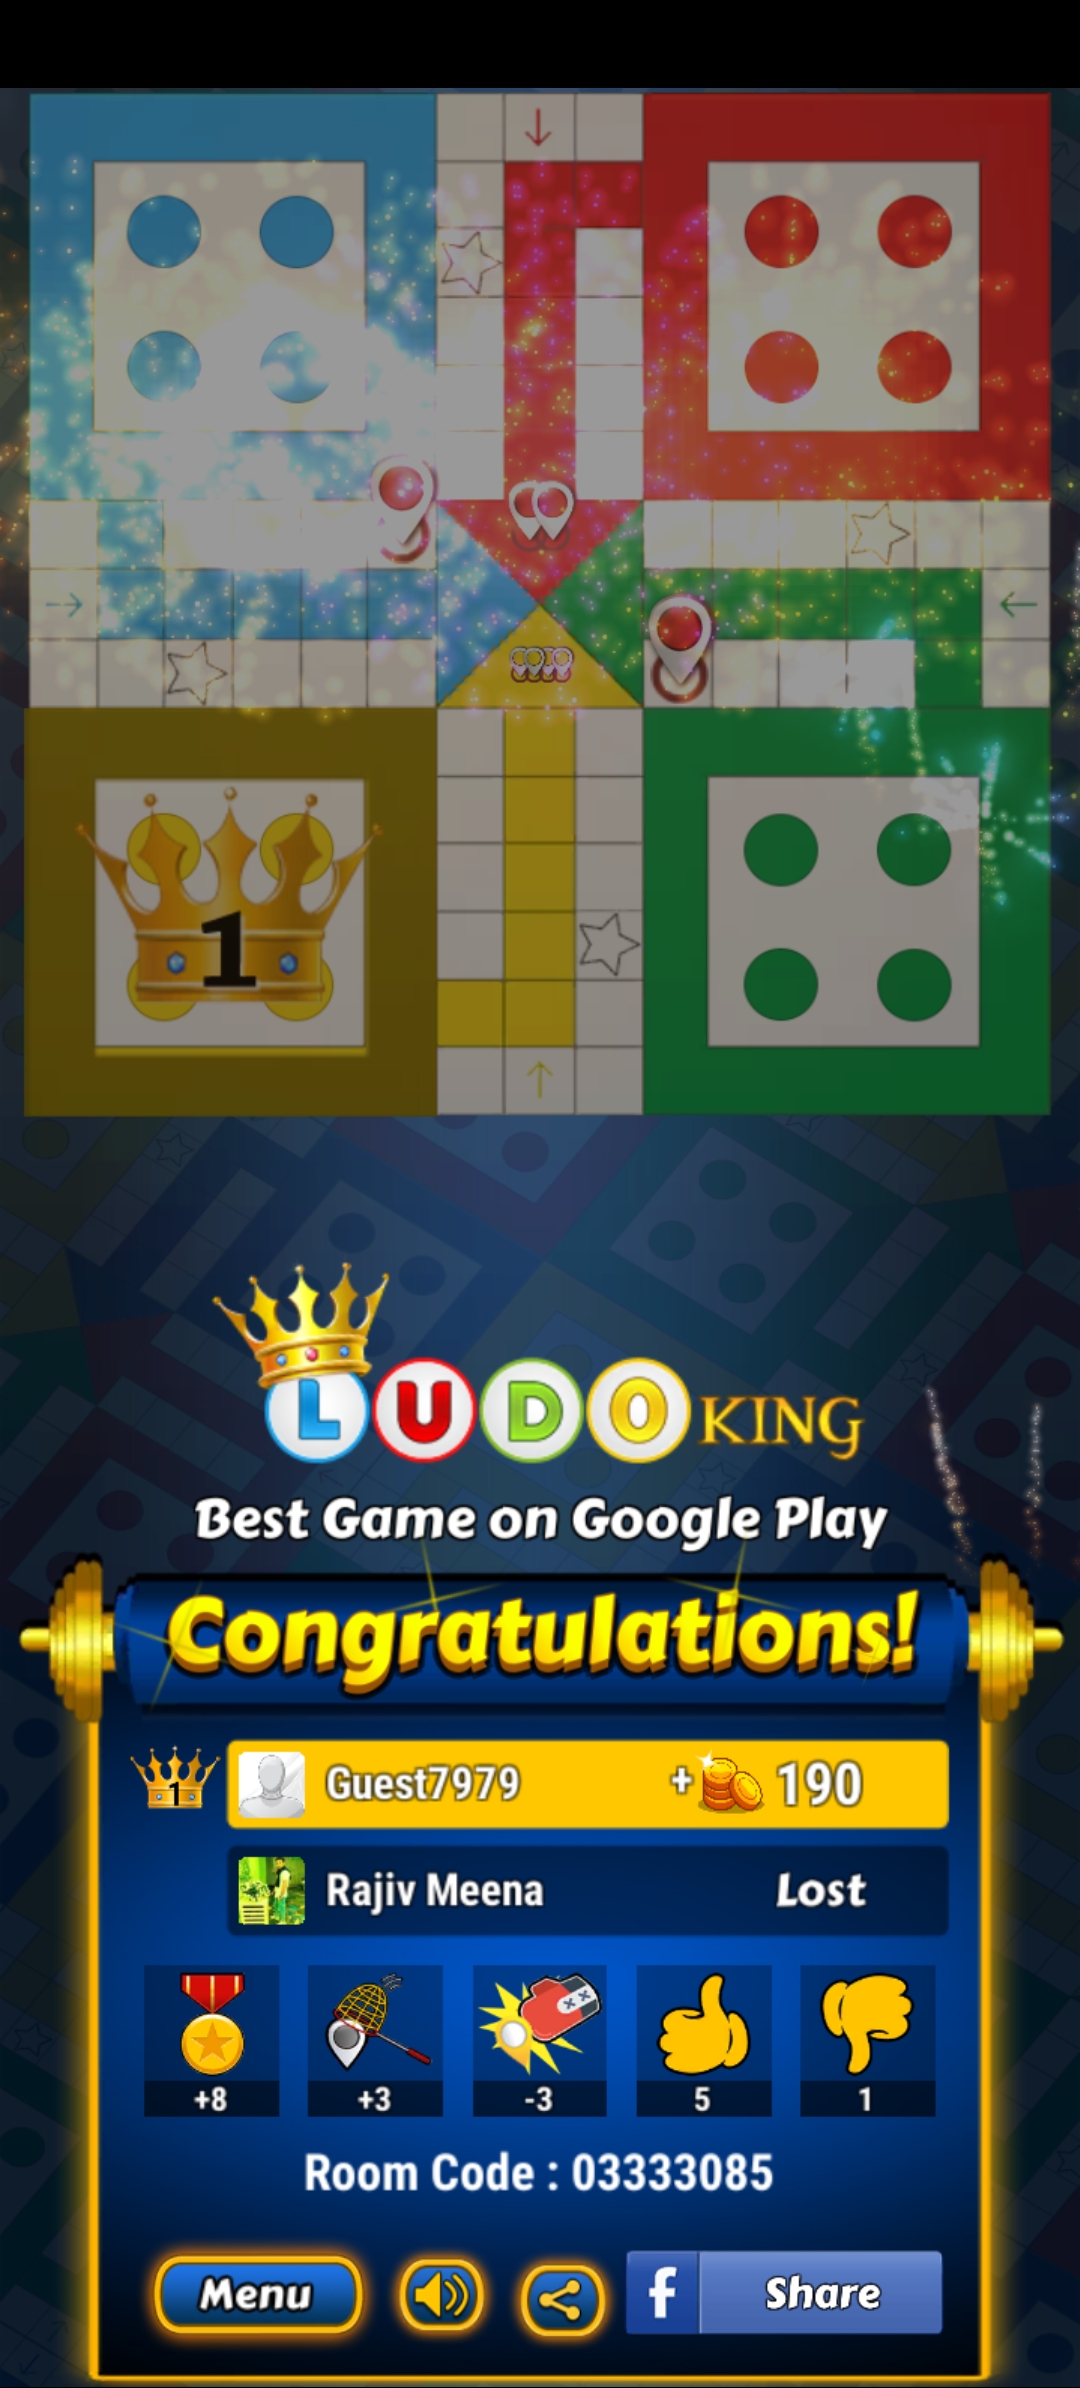 1
LUDO KING
Best Game on Google Play
Congratulations!
1 Guest7979 + 190
Rajiv Meena Lost
+8 +3 -3 5 1
Room Code : 03333085
Menu f Share